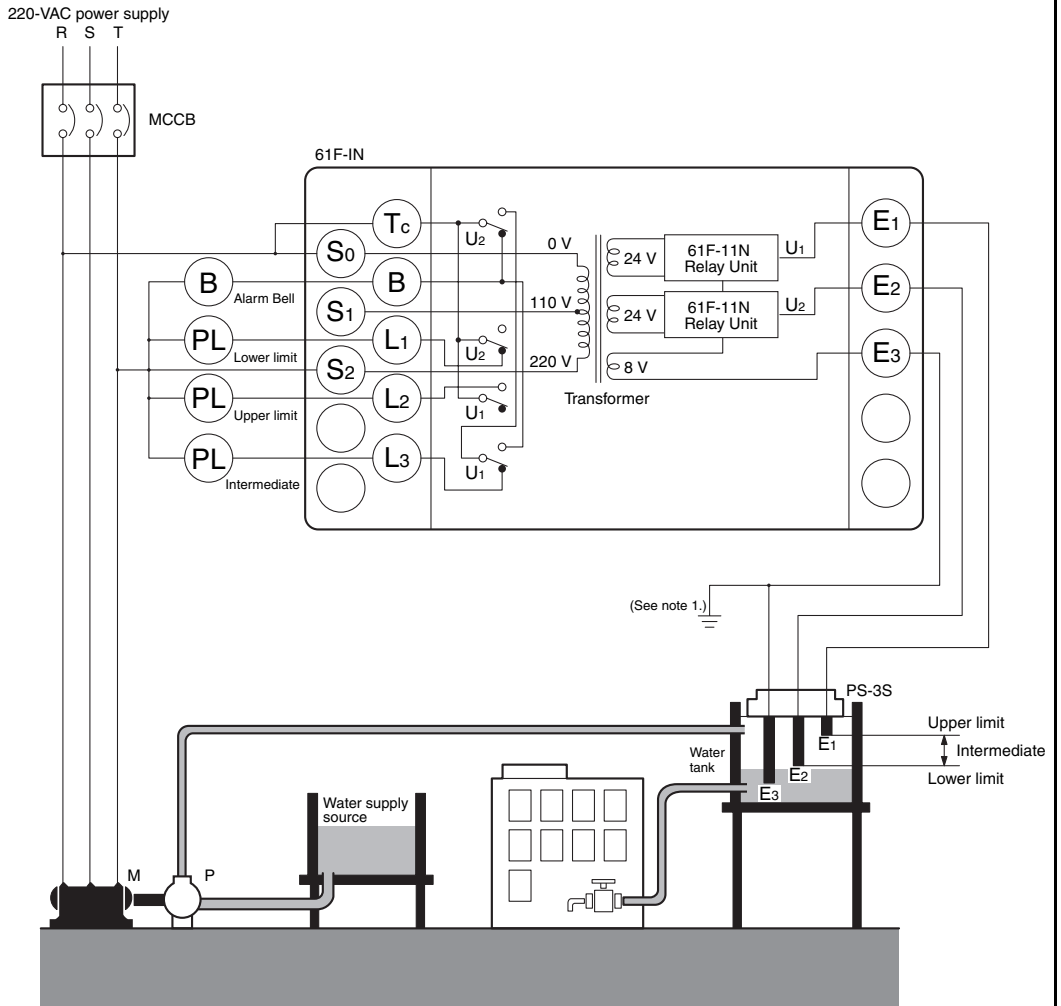 220-VAC power supply
R S T
MCCB
61F-IN
Tc
S0
B
Alarm Bell
B
S1
PL
Lower limit
L1
S2
PL
Upper limit
L2
PL
Intermediate
L3
U2
U2
U1
U1
0 V
110 V
220 V
Transformer
24 V
61F-11N
Relay Unit
U1
24 V
61F-11N
Relay Unit
U2
8 V
E1
E2
E3
(See note 1.)
PS-3S
Upper limit
Intermediate
Lower limit
E1
E2
E3
Water
tank
Water supply
source
M
P